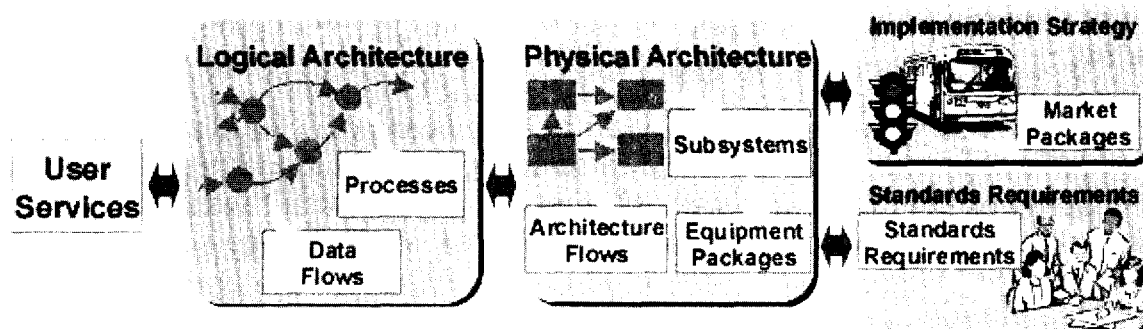 User
Services
Logical Architecture
Processes
Data
Flows
Physical Architecture
Subsystems
Architecture
Flows
Equipment
Packages
Implementation Strategy
Market
Packages
Standards Requirements
Standards
Requirements